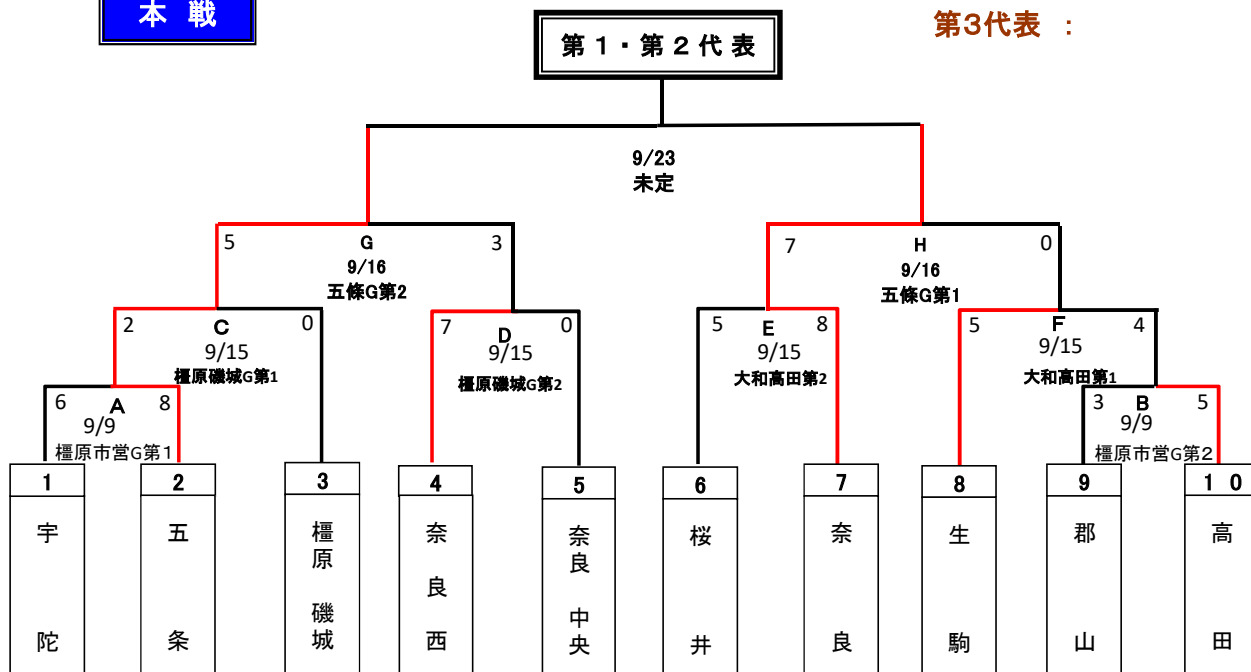 本 戦
第1・第2代表
第3代表 ：
9/23
未定
5 G 3
9/16
五條G第2
7 H 0
9/16
五條G第1
2 C 0
9/15
橿原磯城G第1
7 D 0
9/15
橿原磯城G第2
5 E 8
9/15
大和高田第2
5 F 4
9/15
大和高田第1
6 A 8
9/9
橿原市営G第1
3 B 5
9/9
橿原市営G第2
1 2 3 4 5 6 7 8 9 10
宇陀
五条
橿原磯城
奈良西
奈良中央
桜井
奈良
生駒
郡山
高田